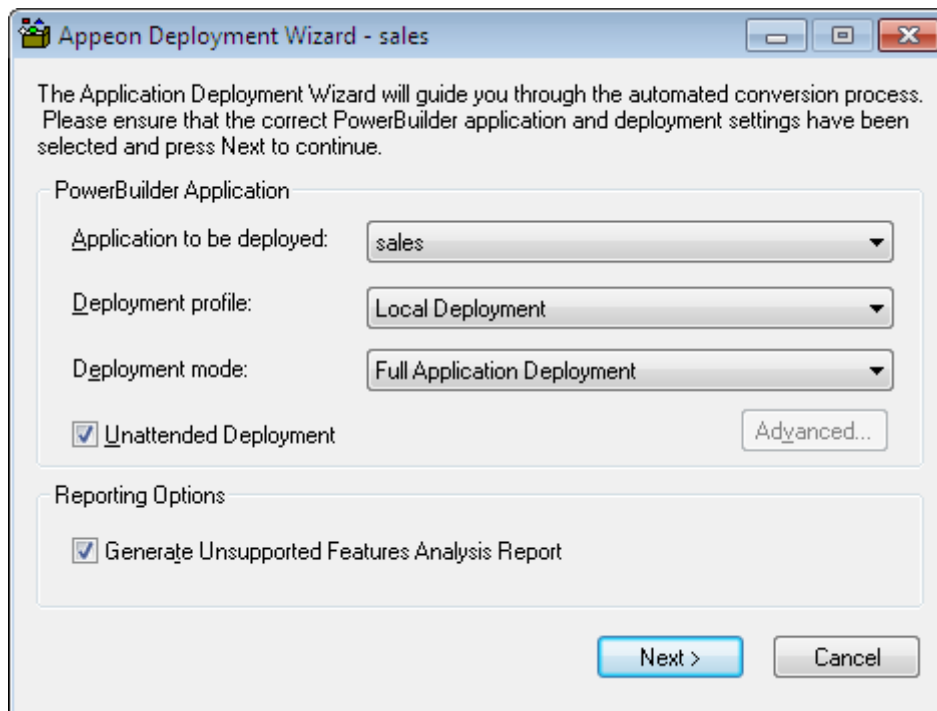 Appeon Deployment Wizard - sales
The Application Deployment Wizard will guide you through the automated conversion process.
Please ensure that the correct PowerBuilder application and deployment settings have been
selected and press Next to continue.
PowerBuilder Application
Application to be deployed: sales
Deployment profile: Local Deployment
Deployment mode: Full Application Deployment
Unattended Deployment Advanced...
Reporting Options
Generate Unsupported Features Analysis Report
Next > Cancel